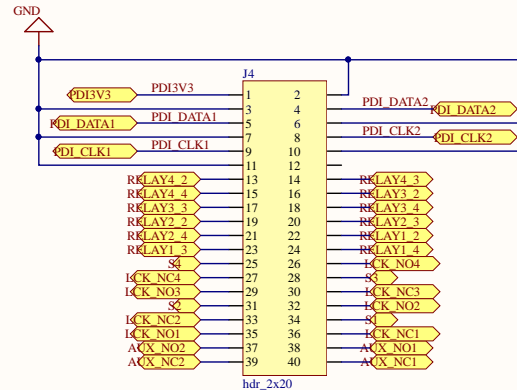 GND
J4
PDI3V3 PDI3V3 1 2
3 4 PDI_DATA2 PDI_DATA2
PDI_DATA1 PDI_DATA1 5 6
7 8 PDI_CLK2 PDI_CLK2
PDI_CLK1 PDI_CLK1 9 10
11 12
RELAY4_2 13 14 RELAY4_3
RELAY4_4 15 16 RELAY3_2
RELAY3_3 17 18 RELAY3_4
RELAY2_2 19 20 RELAY2_3
RELAY2_4 21 22 RELAY1_2
RELAY1_3 23 24 RELAY1_4
S4 25 26 LCK_NO4
LCK_NC4 27 28 S3
LCK_NO3 29 30 LCK_NC3
S2 31 32 LCK_NO2
LCK_NC2 33 34 S1
LCK_NO1 35 36 LCK_NC1
AUX_NO2 37 38 AUX_NO1
AUX_NC2 39 40 AUX_NC1
hdr_2x20